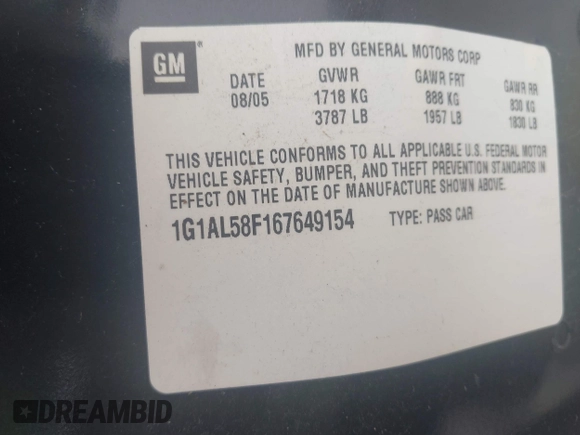 GM
MFD BY GENERAL MOTORS CORP
DATE GVWR GAWR FRT GAWR RR
08/05 1718 KG 888 KG 830 KG
3787 LB 1957 LB 1830 LB
THIS VEHICLE CONFORMS TO ALL APPLICABLE U.S. FEDERAL MOTOR
VEHICLE SAFETY, BUMPER, AND THEFT PREVENTION STANDARDS IN
EFFECT ON THE DATE OF MANUFACTURE SHOWN ABOVE.
1G1AL58F167649154 TYPE: PASS CAR
DREAMBID